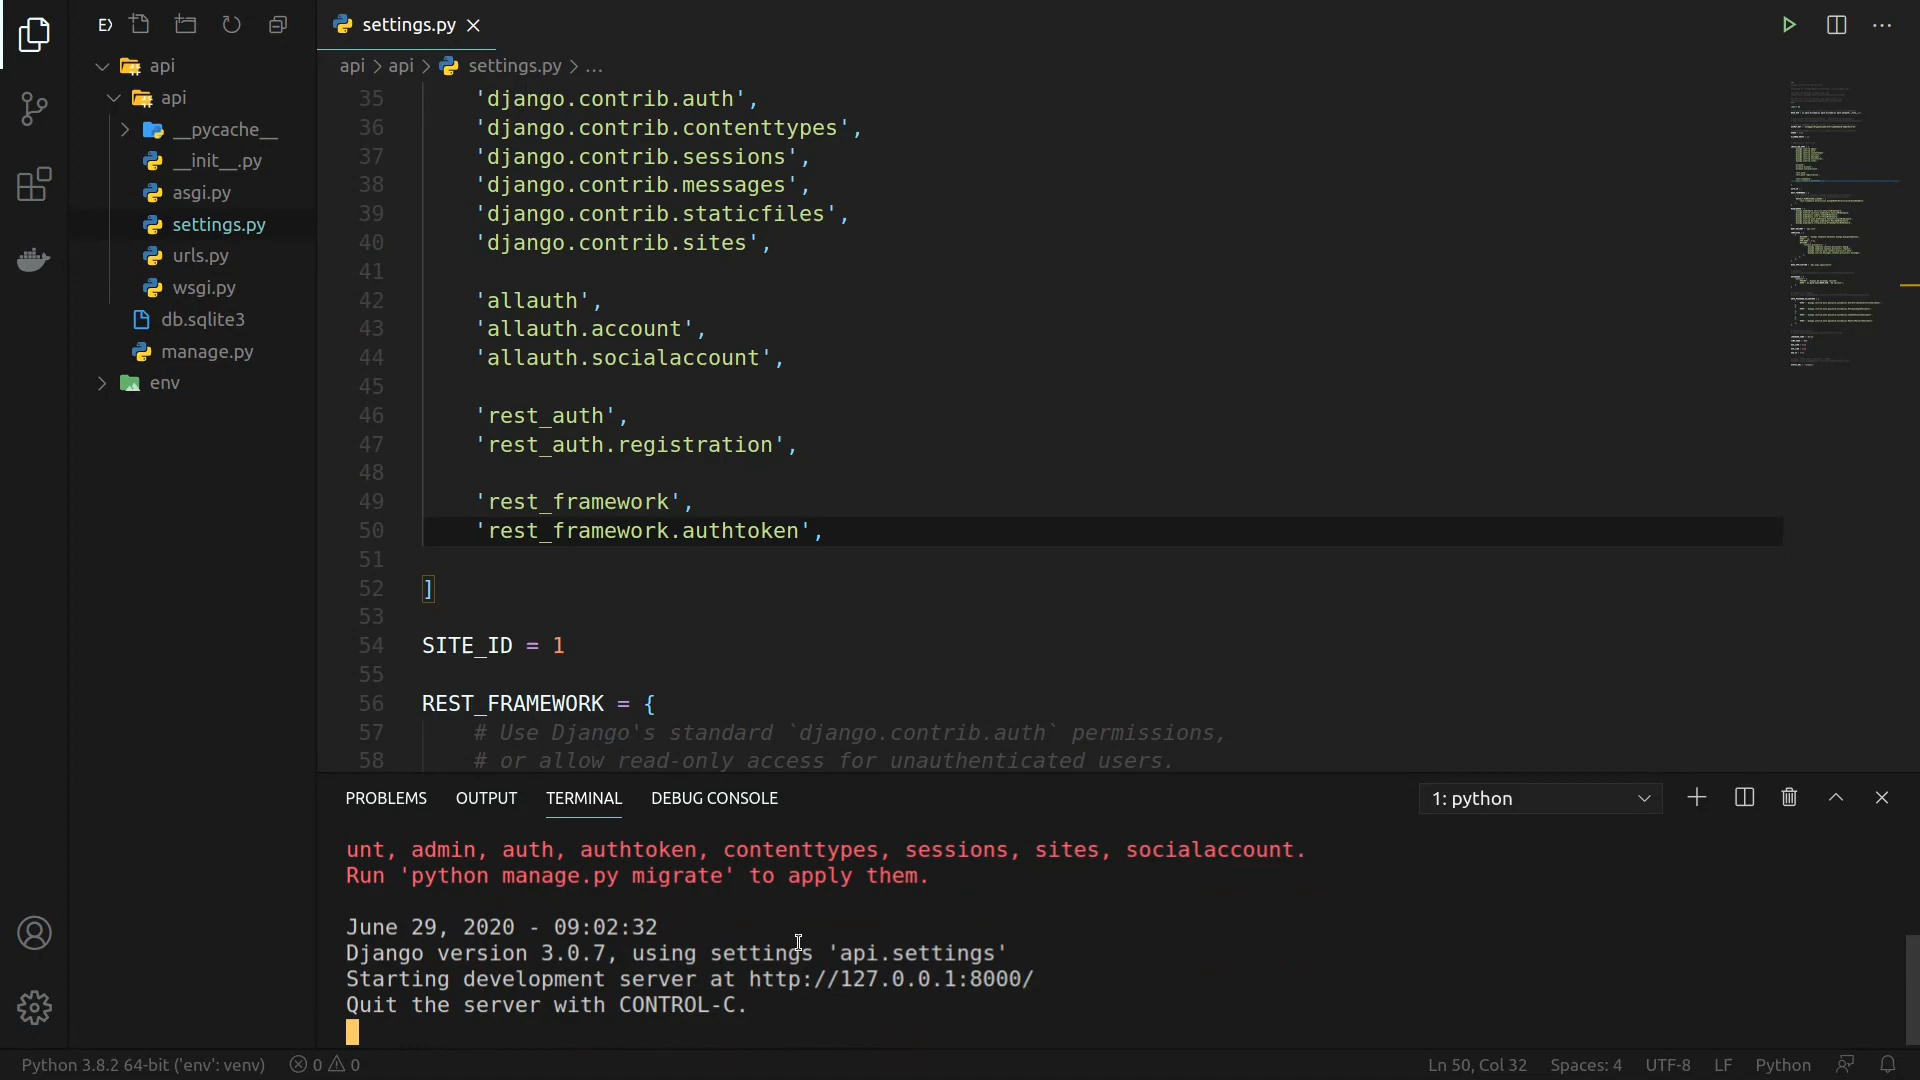 EX
settings.py
api
api
__pycache__
__init__.py
asgi.py
settings.py
urls.py
wsgi.py
db.sqlite3
manage.py
env
api > api > settings.py > ...
35 'django.contrib.auth',
36 'django.contrib.contenttypes',
37 'django.contrib.sessions',
38 'django.contrib.messages',
39 'django.contrib.staticfiles',
40 'django.contrib.sites',
41
42 'allauth',
43 'allauth.account',
44 'allauth.socialaccount',
45
46 'rest_auth',
47 'rest_auth.registration',
48
49 'rest_framework',
50 'rest_framework.authtoken',
51
52 ]
53
54 SITE_ID = 1
55
56 REST_FRAMEWORK = {
57 # Use Django's standard `django.contrib.auth` permissions,
58 # or allow read-only access for unauthenticated users.
PROBLEMS OUTPUT TERMINAL DEBUG CONSOLE 1: python
unt, admin, auth, authtoken, contenttypes, sessions, sites, socialaccount.
Run 'python manage.py migrate' to apply them.
June 29, 2020 - 09:02:32
Django version 3.0.7, using settings 'api.settings'
Starting development server at http://127.0.0.1:8000/
Quit the server with CONTROL-C.
Python 3.8.2 64-bit ('env': venv) 0 0 Ln 50, Col 32 Spaces: 4 UTF-8 LF Python